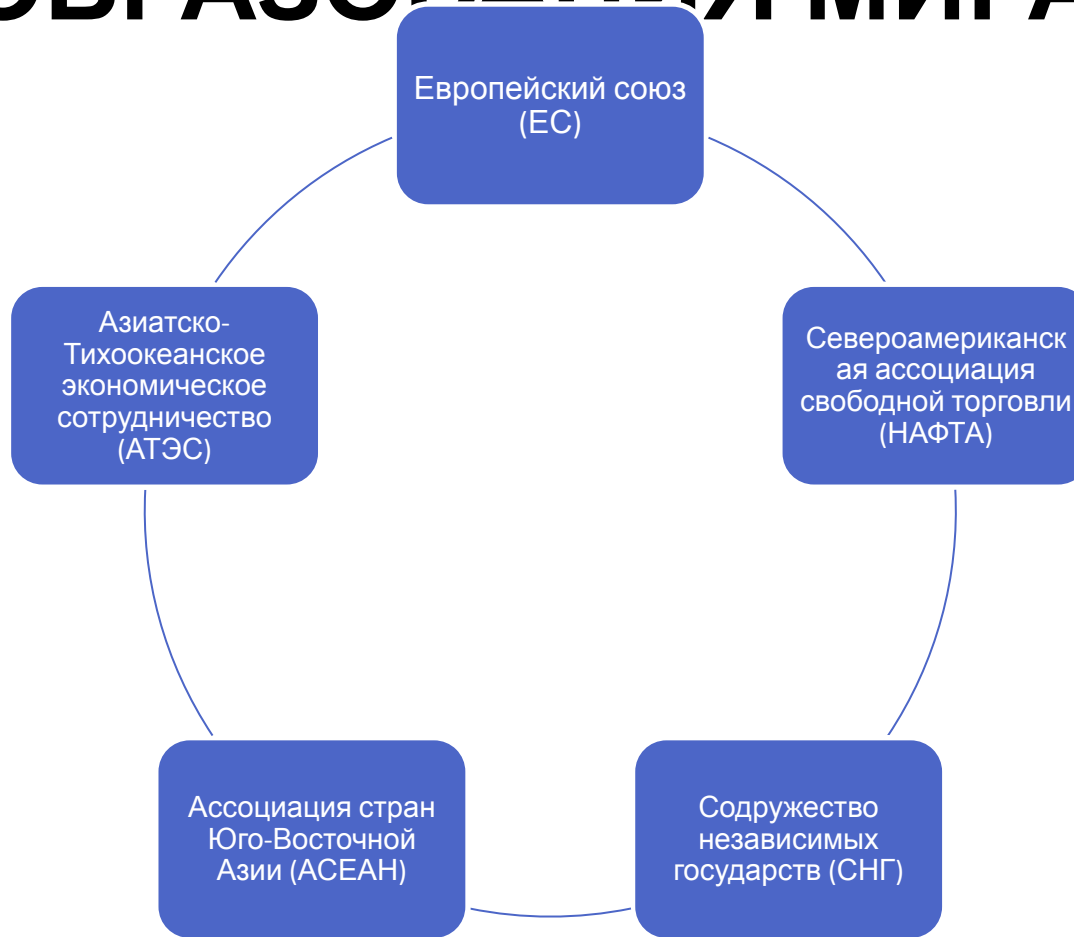 Европейский союз
(ЕС)
Североамериканск
ая ассоциация
свободной торговли
(НАФТА)
Содружество
независимых
государств (СНГ)
Ассоциация стран
Юго-Восточной
Азии (АСЕАН)
Азиатско-
Тихоокеанское
экономическое
сотрудничество
(АТЭС)